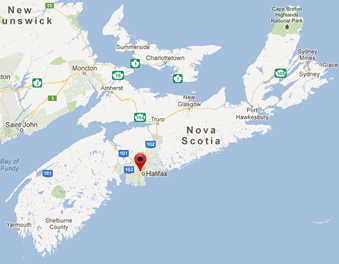 New
unswick
Cape Breton
Highlands
National Park
Summerside
Charlottetown
Moncton
Sydney
Mines
Sydney
Glace
ncton
Amherst
New
Glasgow
Port
Hawkesbury
Truro
Saint John
Nova
Scotia
102
Bay of
Fundy
101
101
103
Halifax
Yarmouth
Shelburne
County